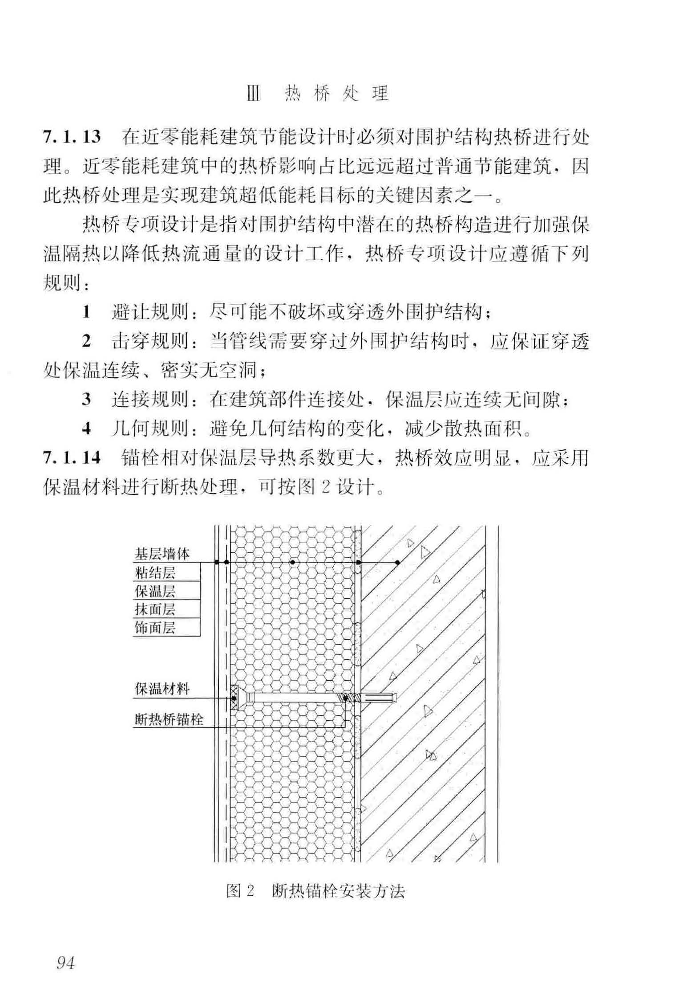 Ⅲ 热桥处理
7.1.13 在近零能耗建筑节能设计时必须对围护结构热桥进行处
理。近零能耗建筑中的热桥影响占比远远超过普通节能建筑，因
此热桥处理是实现建筑超低能耗目标的关键因素之一。
热桥专项设计是指对围护结构中潜在的热桥构造进行加强保
温隔热以降低热流通量的设计工作，热桥专项设计应遵循下列
规则：
1 避让规则：尽可能不破坏或穿透外围护结构；
2 击穿规则：当管线需要穿过外围护结构时，应保证穿透
处保温连续、密实无空洞；
3 连接规则：在建筑部件连接处，保温层应连续无间隙；
4 几何规则：避免几何结构的变化，减少散热面积。
7.1.14 锚栓相对保温层导热系数更大，热桥效应明显，应采用
保温材料进行断热处理，可按图 2 设计。
基层墙体
粘结层
保温层
抹面层
饰面层
保温材料
断热桥锚栓
图 2 断热锚栓安装方法
94